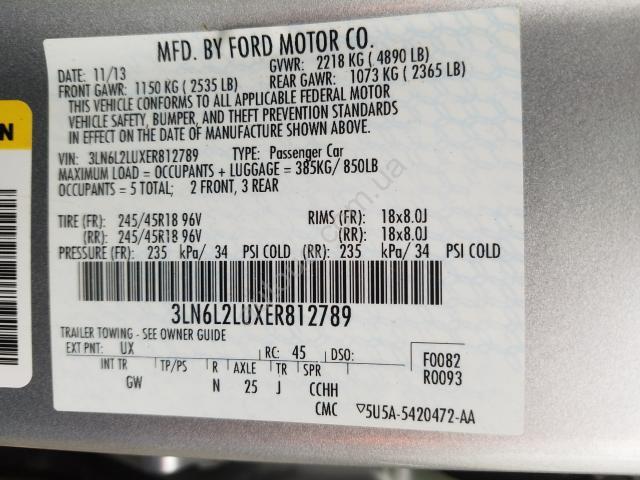 MFD. BY FORD MOTOR CO.
DATE: 11/13 GVWR: 2218 KG ( 4890 LB)
FRONT GAWR: 1150 KG ( 2535 LB) REAR GAWR: 1073 KG ( 2365 LB)
THIS VEHICLE CONFORMS TO ALL APPLICABLE FEDERAL MOTOR
VEHICLE SAFETY, BUMPER, AND THEFT PREVENTION STANDARDS
IN EFFECT ON THE DATE OF MANUFACTURE SHOWN ABOVE.
VIN: 3LN6L2LUXER812789 TYPE: Passenger Car
MAXIMUM LOAD = OCCUPANTS + LUGGAGE = 385KG/ 850LB
OCCUPANTS = 5 TOTAL; 2 FRONT, 3 REAR
TIRE (FR): 245/45R18 96V RIMS (FR): 18x8.0J
(RR): 245/45R18 96V (RR): 18x8.0J
PRESSURE (FR): 235 kPa/ 34 PSI COLD (RR): 235 kPa/ 34 PSI COLD
3LN6L2LUXER812789
TRAILER TOWING - SEE OWNER GUIDE
EXT PNT: UX RC: 45 DSO: F0082
INT TR TP/PS R AXLE TR SPR R0093
GW N 25 J CCHH
CMC ▽5U5A-5420472-AA
N